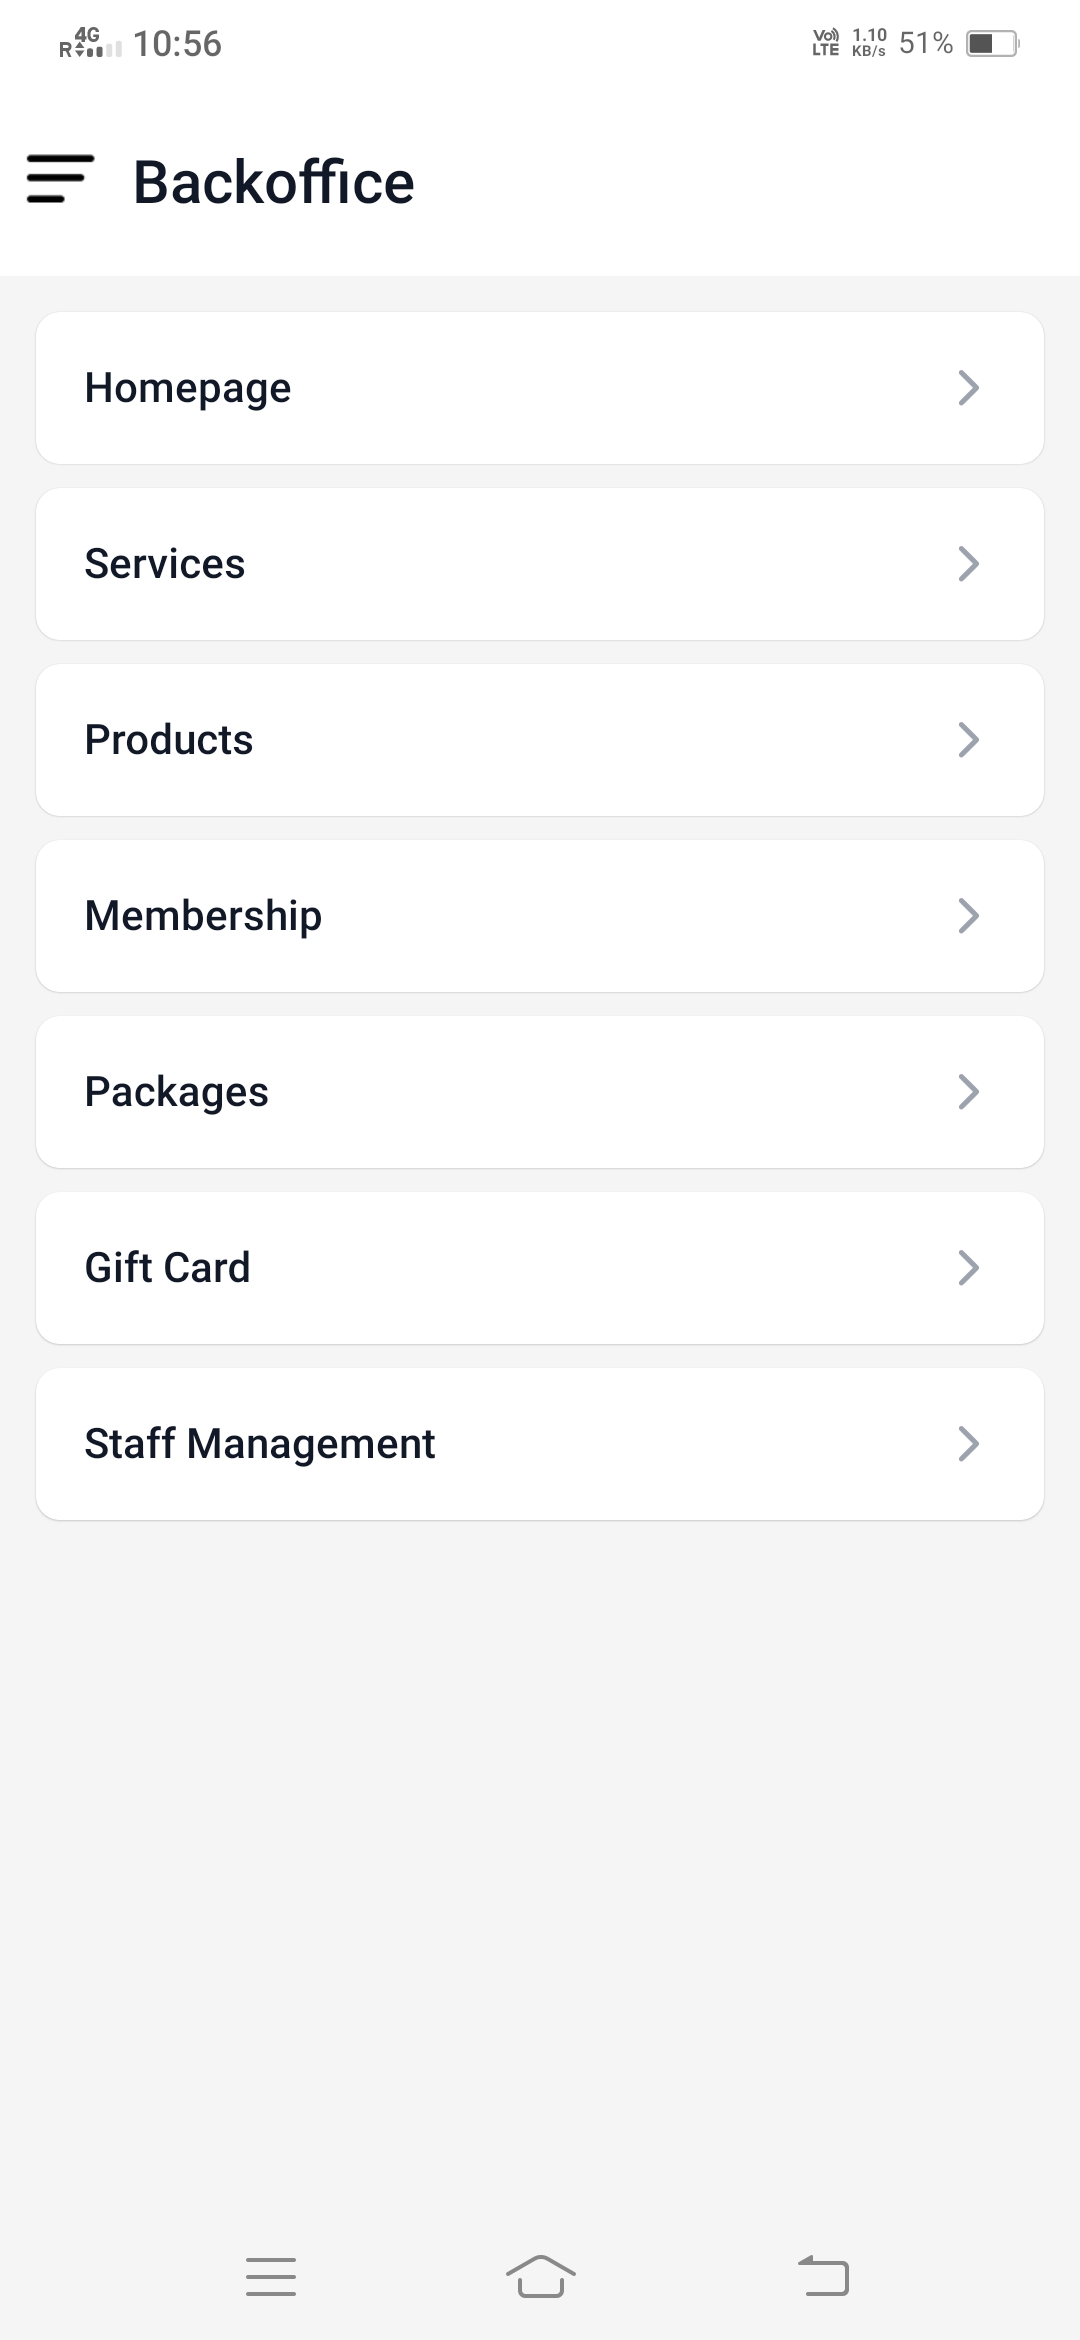 R 4G 10:56 Vo) LTE 1.10 KB/s 51%
Backoffice
Homepage
Services
Products
Membership
Packages
Gift Card
Staff Management